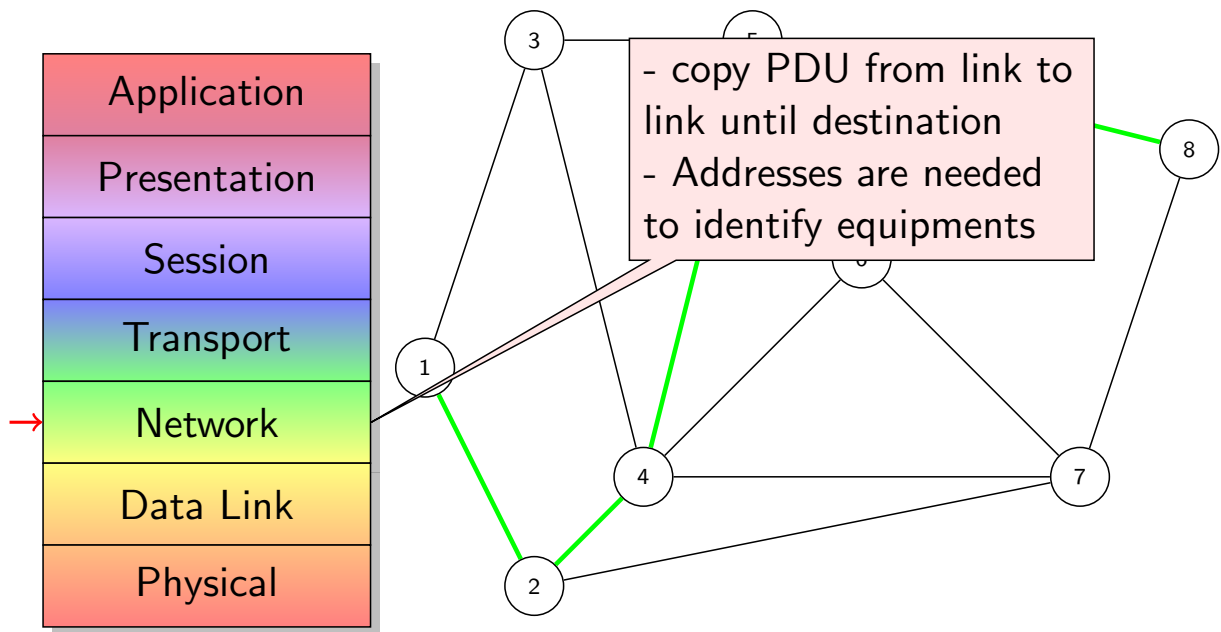 Application
Presentation
Session
Transport
Network
Data Link
Physical
- copy PDU from link to
link until destination
- Addresses are needed
to identify equipments
3
8
1
4
7
2